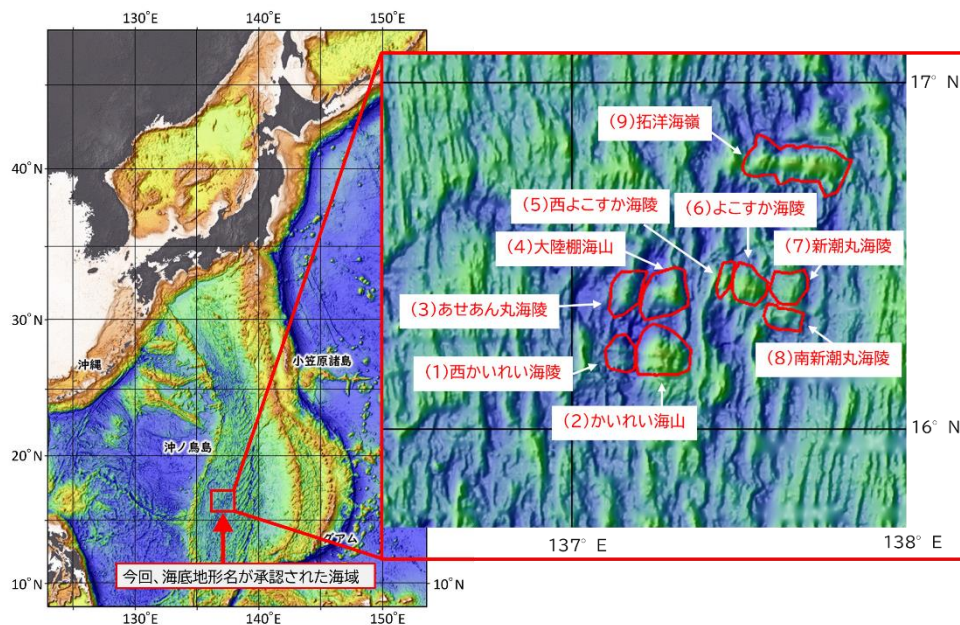 130°E
140°E
150°E
40°N
30°N
20°N
10°N
沖縄
小笠原諸島
沖ノ鳥島
グアム
今回、海底地形名が承認された海域
10°N
130°E
140°E
150°E
17° N
(9)拓洋海嶺
(5)西よこすか海陵
(6)よこすか海陵
(4)大陸棚海山
(7)新潮丸海陵
(3)あせあん丸海陵
(1)西かいれい海陵
(8)南新潮丸海陵
(2)かいれい海山
16° N
137° E
138° E